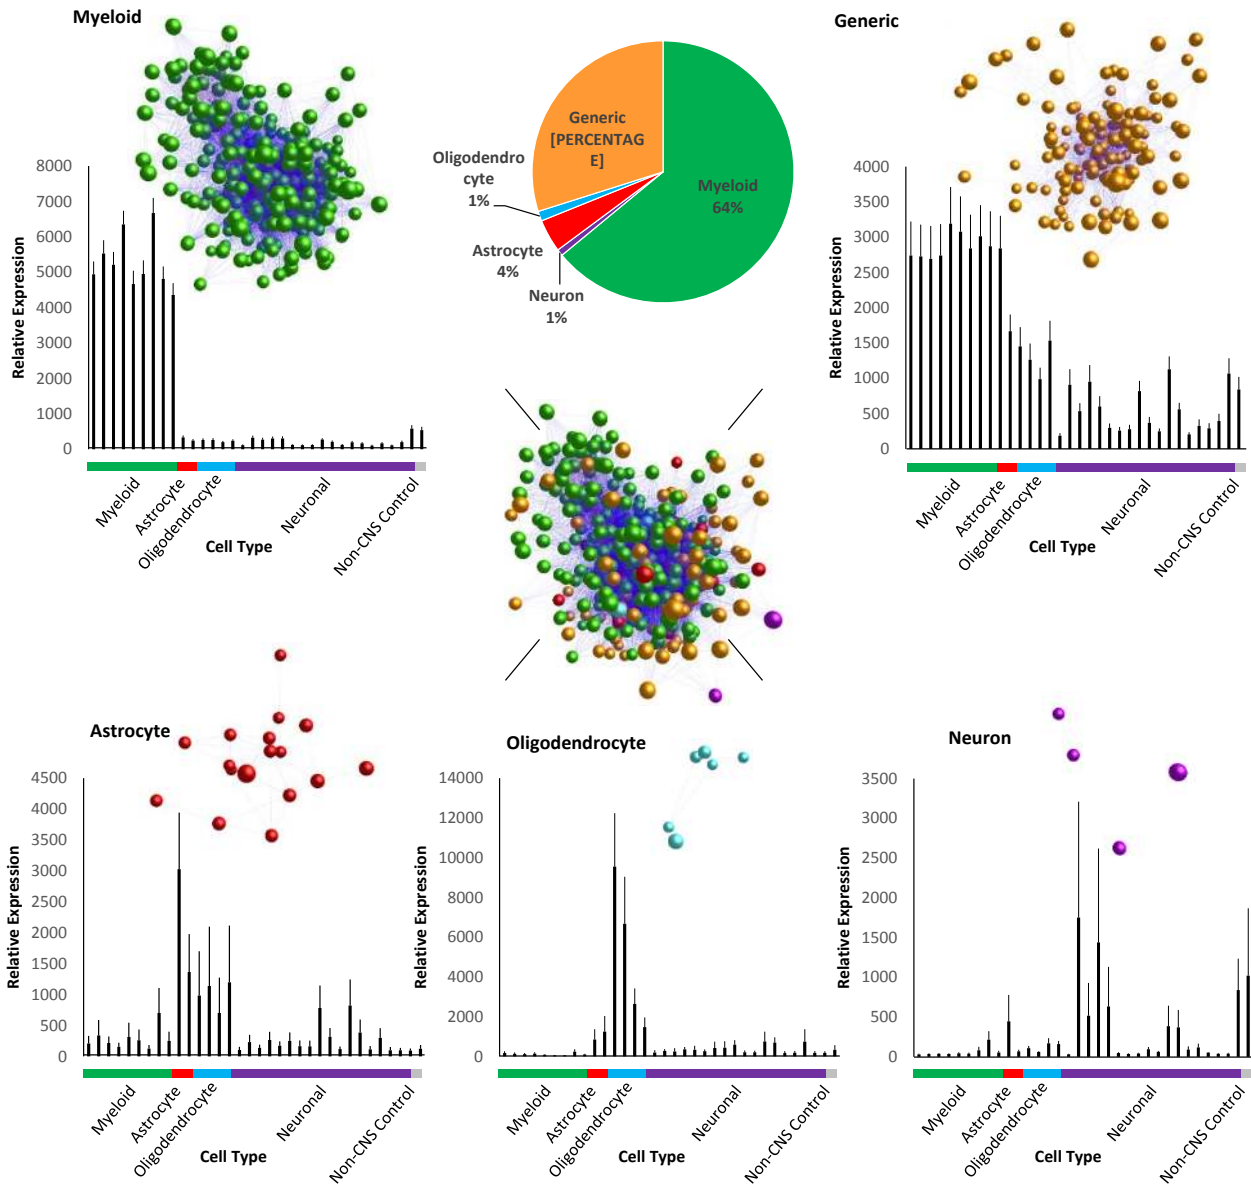 Myeloid
8000
7000
6000
5000
4000
3000
2000
1000
0
Relative Expression
Myeloid
Astrocyte
Oligodendrocyte
Neuronal
Non-CNS Control
Cell Type
Generic
[PERCENTAG
E]
Oligodendro
cyte
1%
Astrocyte
4%
Neuron
1%
Myeloid
64%
Generic
4000
3500
3000
2500
2000
1500
1000
500
0
Relative Expression
Myeloid
Astrocyte
Oligodendrocyte
Neuronal
Non-CNS Control
Cell Type
Astrocyte
4500
4000
3500
3000
2500
2000
1500
1000
500
0
Relative Expression
Myeloid
Astrocyte
Oligodendrocyte
Neuronal
Non-CNS Control
Cell Type
Oligodendrocyte
14000
12000
10000
8000
6000
4000
2000
0
Relative Expression
Myeloid
Astrocyte
Oligodendrocyte
Neuronal
Non-CNS Control
Cell Type
Neuron
3500
3000
2500
2000
1500
1000
500
0
Relative Expression
Myeloid
Astrocyte
Oligodendrocyte
Neuronal
Non-CNS Control
Cell Type